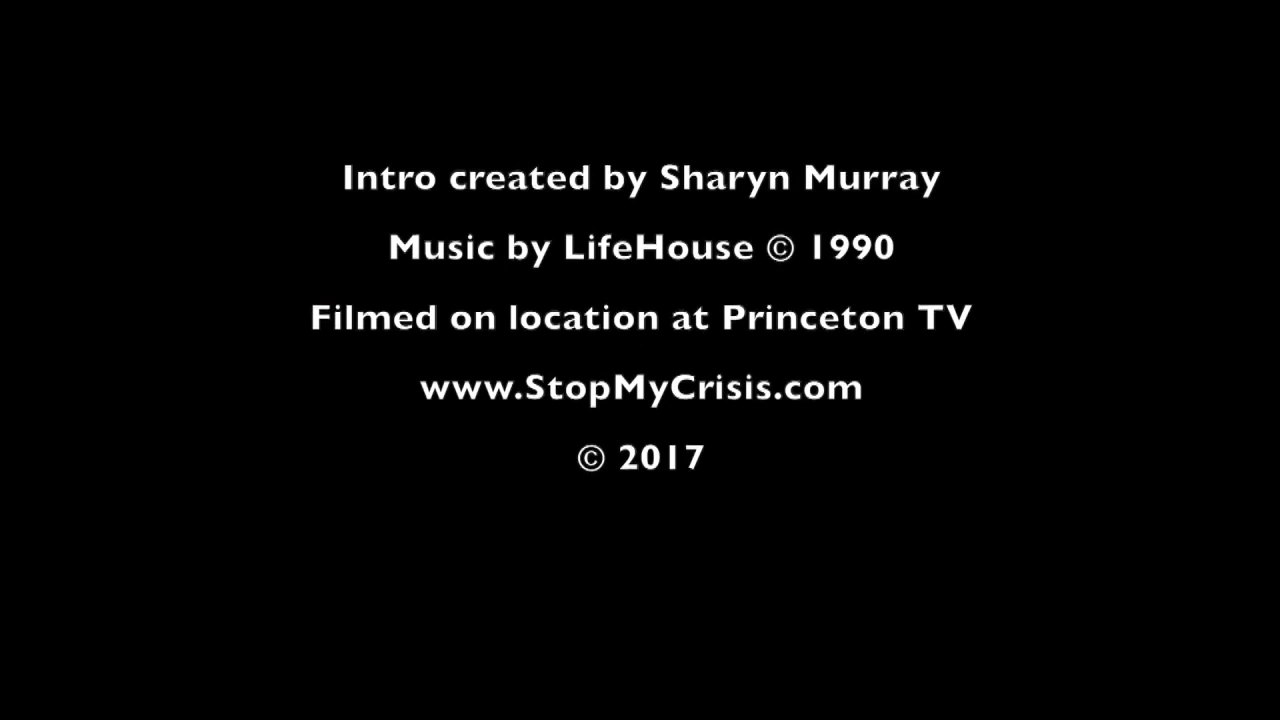 Intro created by Sharyn Murray
Music by LifeHouse © 1990
Filmed on location at Princeton TV
www.StopMyCrisis.com
© 2017